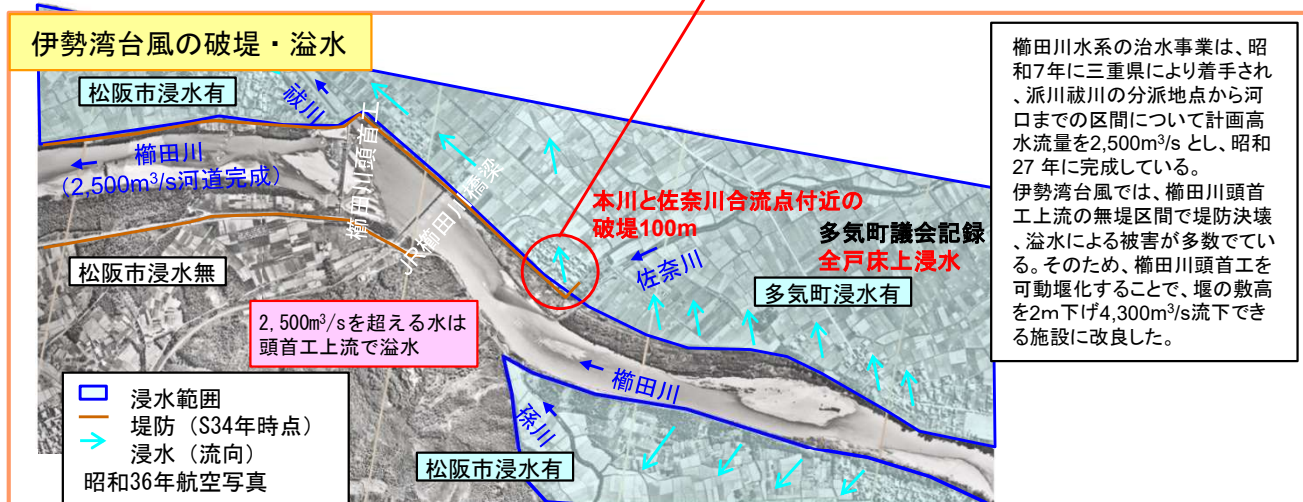 伊勢湾台風の破堤・溢水
松阪市浸水有
祓川
櫛田川
（2,500m³/s河道完成）
櫛田川頭首工
JR櫛田川橋梁
松阪市浸水無
本川と佐奈川合流点付近の
破堤100m
多気町議会記録
全戸床上浸水
佐奈川
多気町浸水有
2,500m³/sを超える水は
頭首工上流で溢水
櫛田川
孫川
松阪市浸水有
浸水範囲
堤防（S34年時点）
浸水（流向）
昭和36年航空写真
櫛田川水系の治水事業は、昭
和7年に三重県により着手され
、派川祓川の分派地点から河
口までの区間について計画高
水流量を2,500m³/s とし、昭和
27 年に完成している。
伊勢湾台風では、櫛田川頭首
工上流の無堤区間で堤防決壊
、溢水による被害が多数でてい
る。そのため、櫛田川頭首工を
可動堰化することで、堰の敷高
を2m下げ4,300m³/s流下でき
る施設に改良した。